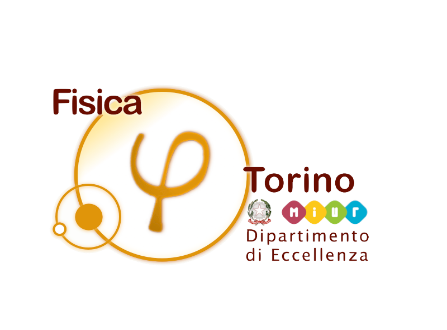 Fisica
φ
Torino
miur
Dipartimento
di Eccellenza